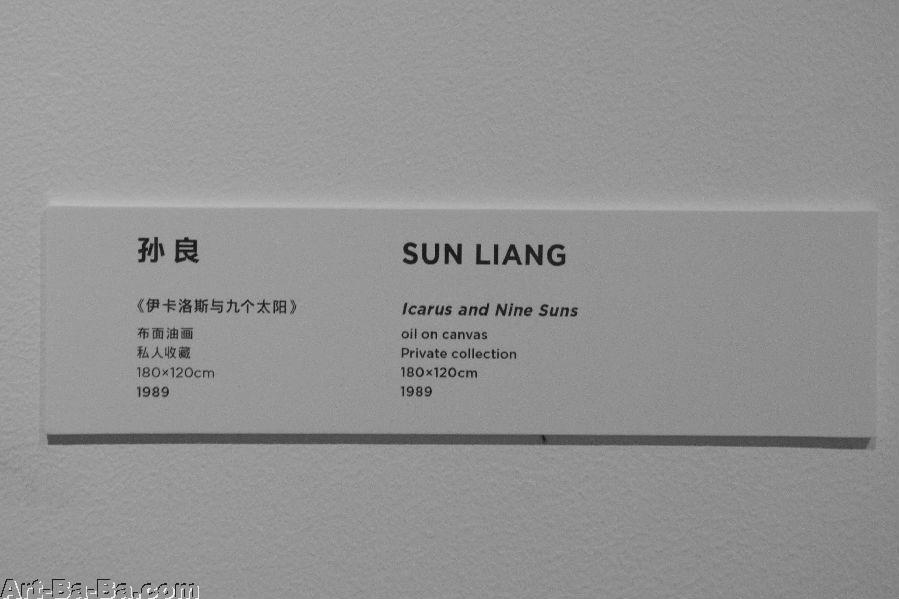 孙良
《伊卡洛斯与九个太阳》
布面油画
私人收藏
180×120cm
1989
SUN LIANG
Icarus and Nine Suns
oil on canvas
Private collection
180×120cm
1989
Art-Ba-Ba.com